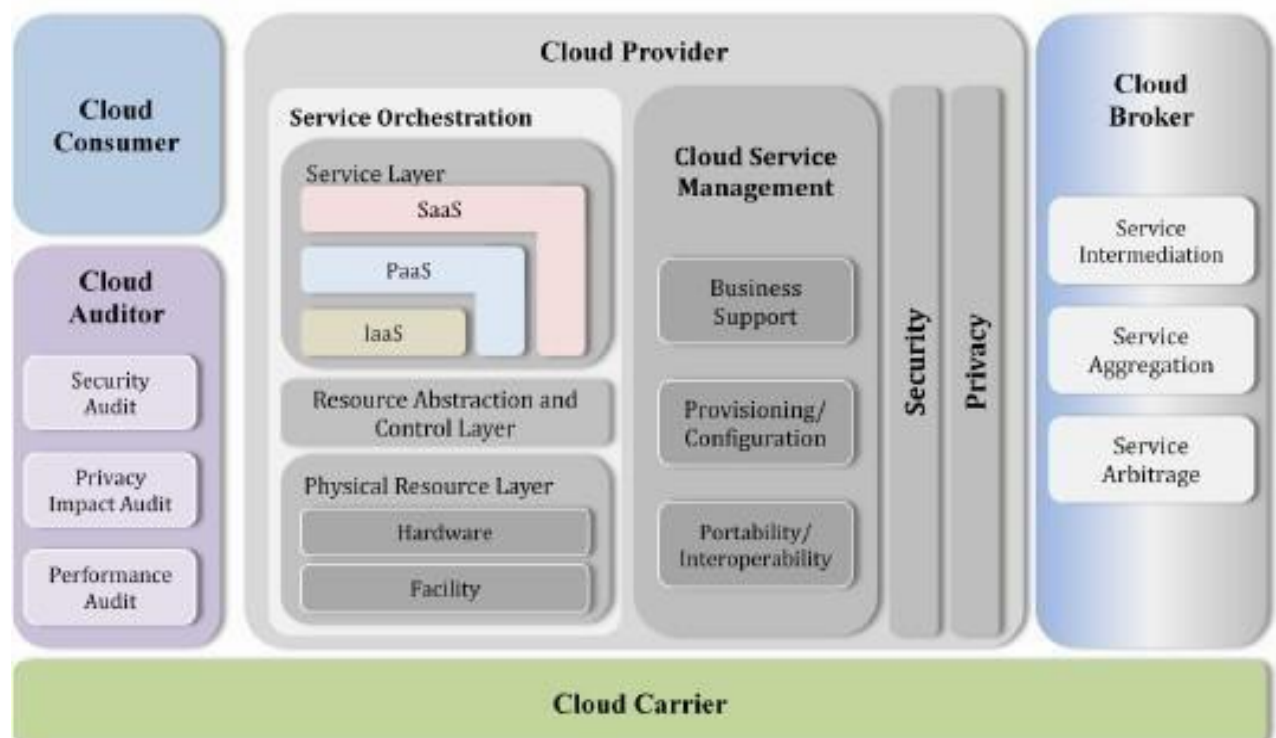 Cloud
Consumer
Cloud
Auditor
Security
Audit
Privacy
Impact Audit
Performance
Audit
Cloud Provider
Service Orchestration
Service Layer
SaaS
PaaS
IaaS
Resource Abstraction and
Control Layer
Physical Resource Layer
Hardware
Facility
Cloud Service
Management
Business
Support
Provisioning/
Configuration
Portability/
Interoperability
Security
Privacy
Cloud
Broker
Service
Intermediation
Service
Aggregation
Service
Arbitrage
Cloud Carrier